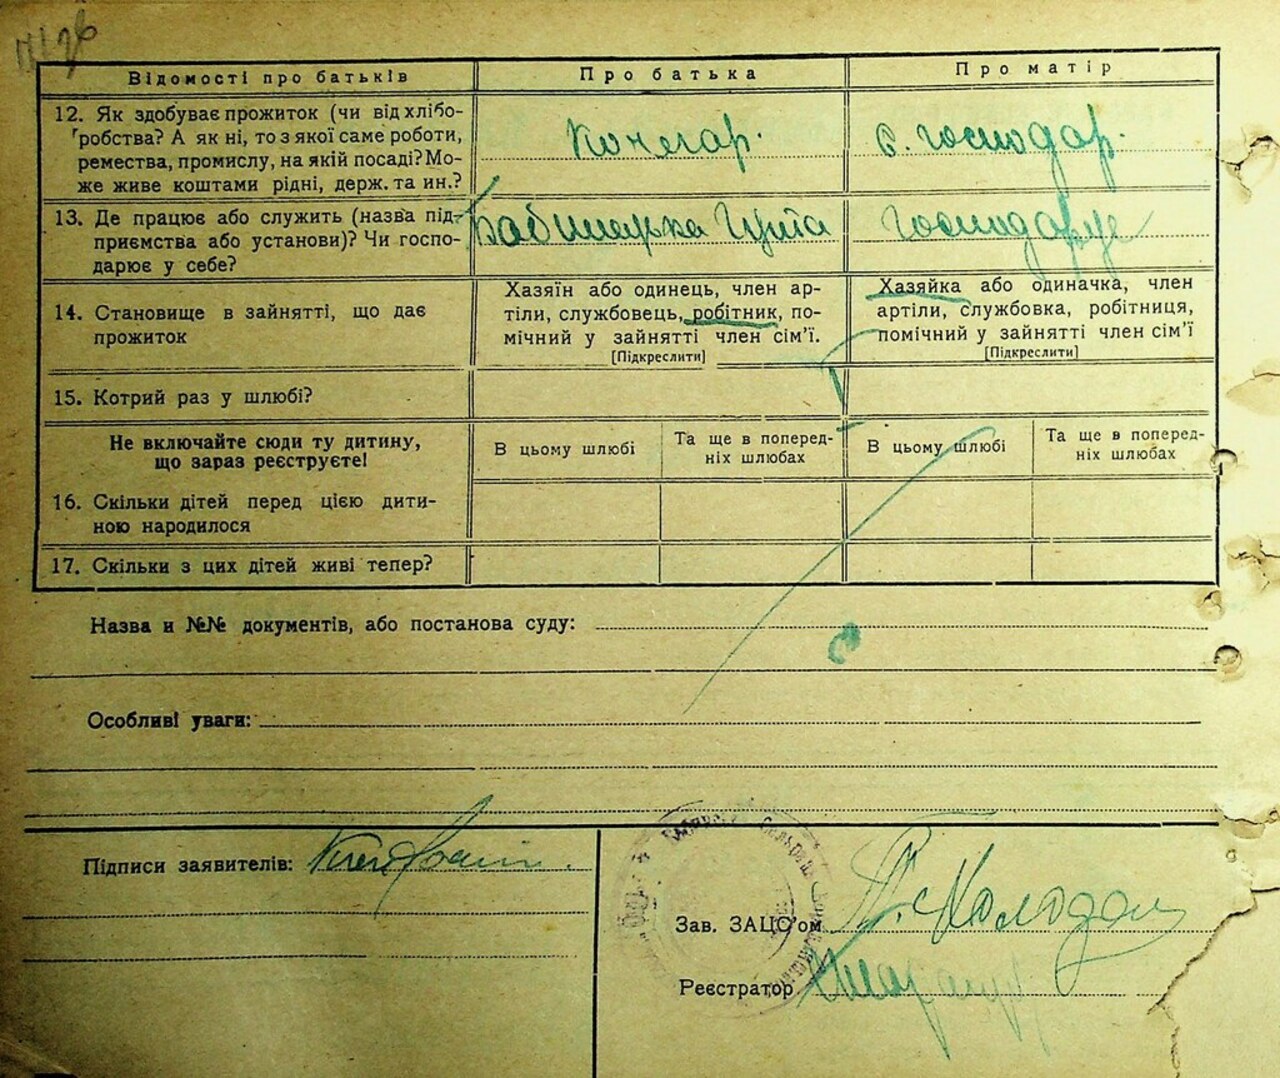 Відомості про батьків
Про батька
Про матір
12. Як здобуває прожиток (чи від хлібо-
робства? А як ні, то з якої саме роботи,
ремества, промислу, на якій посаді? Мо-
же живе коштами рідні, держ. та ин.?
Кочегар.
с. господар.
13. Де працює або служить (назва під-
приємства або установи)? Чи госпо-
дарює у себе?
Гута
Господарує
14. Становище в зайнятті, що дає
прожиток
Хазяїн або одинець, член ар-
тіли, службовець, робітник, по-
мічний у зайнятті член сім'ї.
[Підкреслити]
Хазяйка або одиначка, член
артіли, службовка, робітниця,
помічний у зайнятті член сім'ї
[Підкреслити]
15. Котрий раз у шлюбі?
Не включайте сюди ту дитину,
що зараз реєструєте!
В цьому шлюбі
Та ще в поперед-
ніх шлюбах
В цьому шлюбі
Та ще в поперед-
ніх шлюбах
16. Скільки дітей перед цією дити-
ною народилося
17. Скільки з цих дітей живі тепер?
Назва и №№ документів, або постанова суду:
Особливі уваги:
Підписи заявителів:
Зав. ЗАЦС'ом
Реєстратор